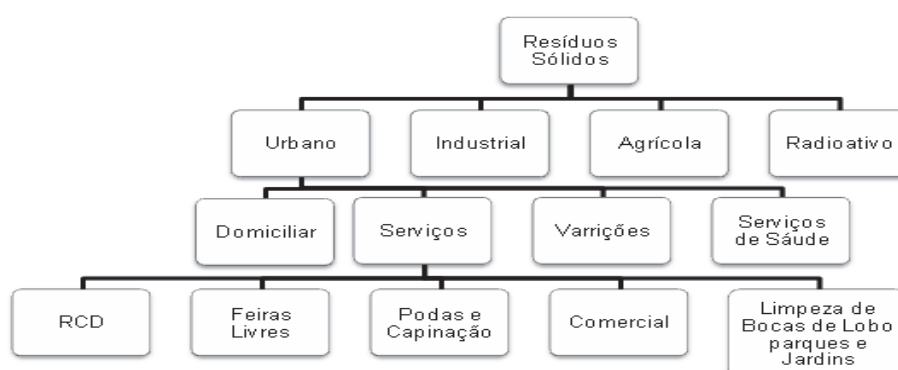 Resíduos
Sólidos
Urbano
Industrial
Agrícola
Radioativo
Domiciliar
Serviços
Varrições
Serviços
de Sáude
RCD
Feiras
Livres
Podas e
Capinação
Comercial
Limpeza de
Bocas de Lobo
parques e
Jardins